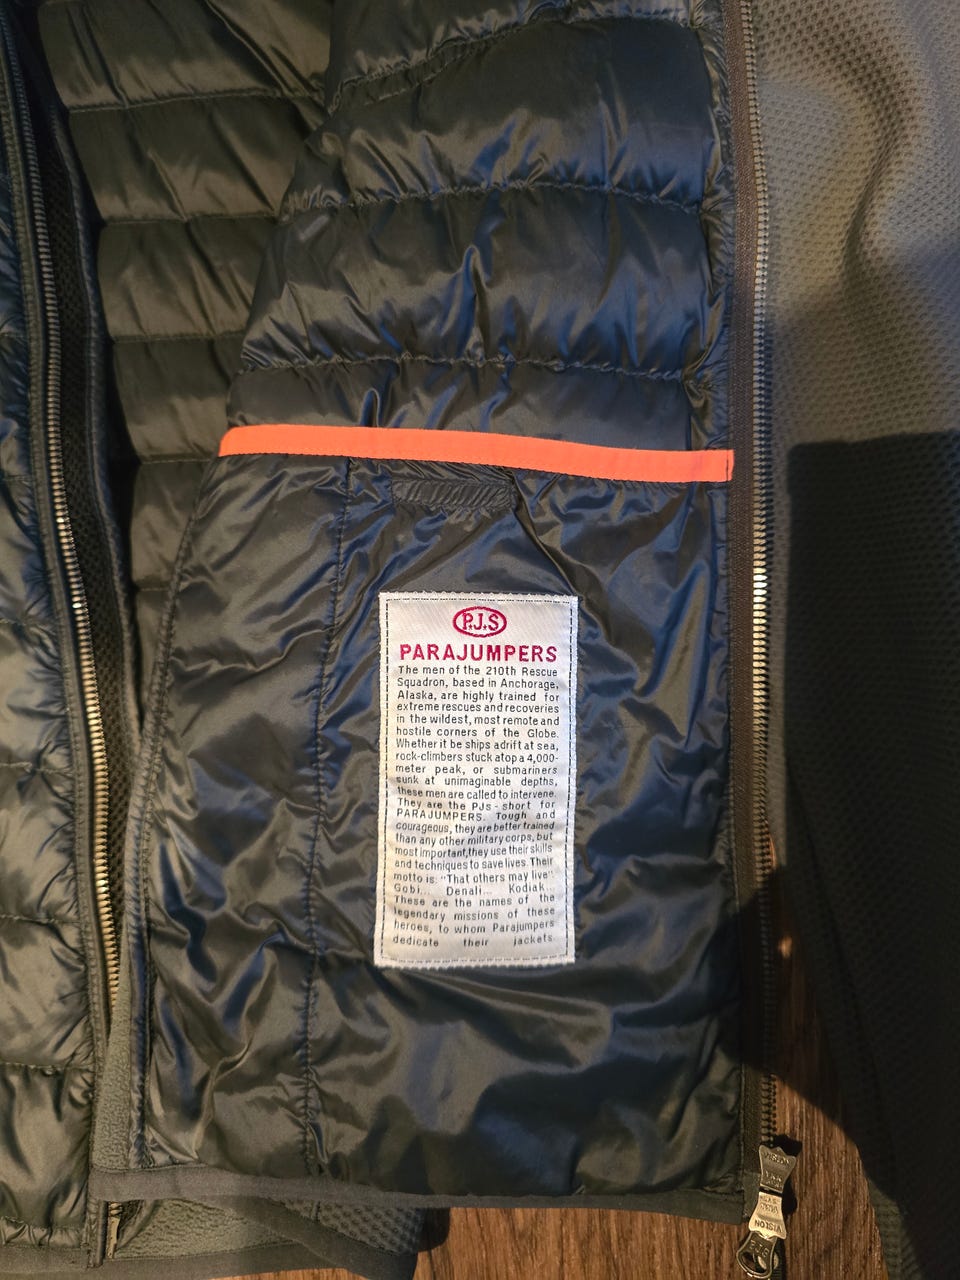 P.J.S
PARAJUMPERS
The men of the 210th Rescue
Squadron, based in Anchorage,
Alaska, are highly trained for
extreme rescues and recoveries
in the wildest, most remote and
hostile corners of the Globe.
Whether it be ships adrift at sea,
rock-climbers stuck atop a 4,000-
meter peak, or submariners
sunk at unimaginable depths,
these men are called to intervene.
They are the PJs - short for
PARAJUMPERS. Tough and
courageous, they are better trained
than any other military corps, but
most important,they use their skills
and techniques to save lives. Their
motto is: "That others may live".
Gobi... Denali... Kodiak...
These are the names of the
legendary missions of these
heroes, to whom Parajumpers
dedicate their jackets
VISLON
YKK
VISLON
PJS